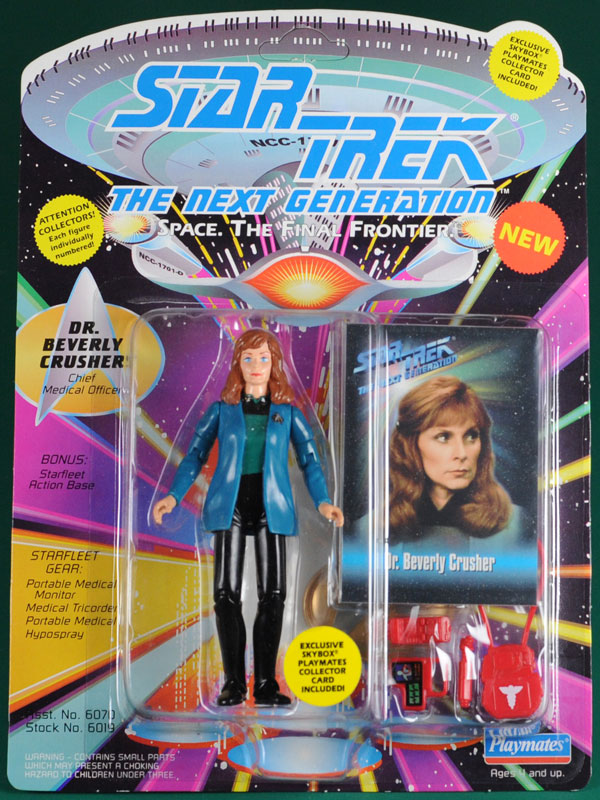 EXCLUSIVE
SKYBOX®
PLAYMATES
COLLECTOR
CARD
INCLUDED!
STAR
TREK®
NCC-1
THE NEXT GENERATION™
SPACE. THE FINAL FRONTIER.
ATTENTION
COLLECTORS!
Each figure
individually
numbered!
NEW
NCC-1701-D
DR.
BEVERLY
CRUSHER
Chief
Medical Officer
BONUS:
Starfleet
Action Base
STARFLEET
GEAR:
Portable Medical
Monitor
Medical Tricorder
Portable Medical
Hypospray
STAR TREK
THE NEXT GENERATION
Dr. Beverly Crusher
EXCLUSIVE
SKYBOX®
PLAYMATES
COLLECTOR
CARD
INCLUDED!
Asst. No. 6070
Stock No. 6019
WARNING - CONTAINS SMALL PARTS
WHICH MAY PRESENT A CHOKING
HAZARD TO CHILDREN UNDER THREE.
Playmates®
Ages 4 and up.